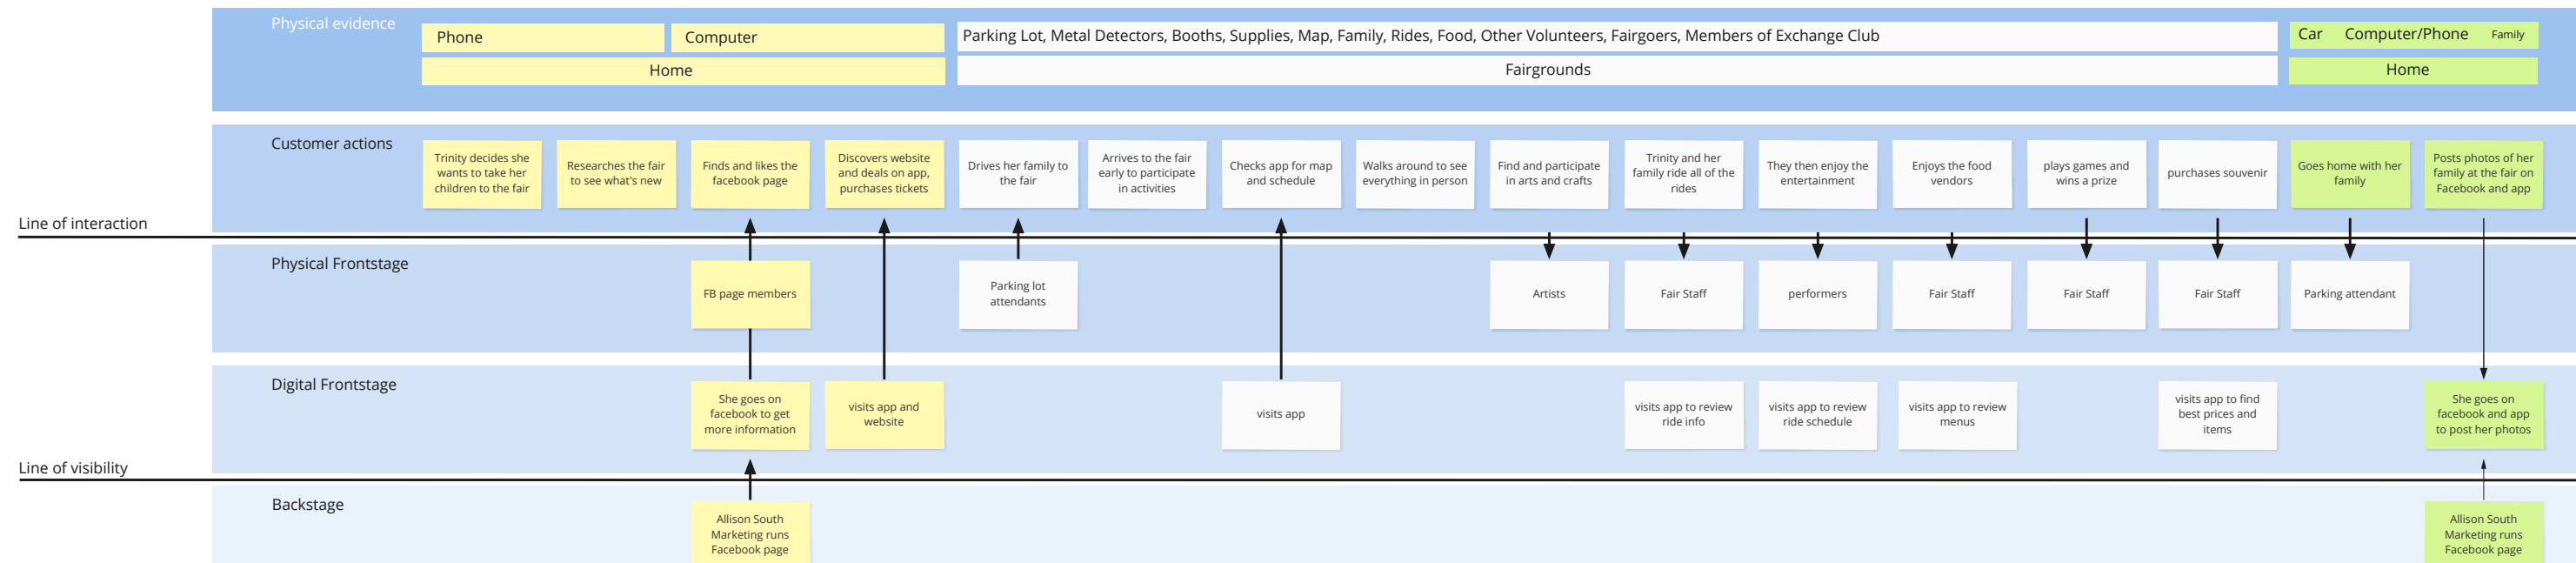 Physical evidence
Phone
Computer
Parking Lot, Metal Detectors, Booths, Supplies, Map, Family, Rides, Food, Other Volunteers, Fairgoers, Members of Exchange Club
Car Computer/Phone Family
Home
Fairgrounds
Home
Customer actions
Trinity decides she
wants to take her
children to the fair
Researches the fair
to see what's new
Finds and likes the
facebook page
Discovers website
and deals on app,
purchases tickets
Drives her family to
the fair
Arrives to the fair
early to participate
in activities
Checks app for map
and schedule
Walks around to see
everything in person
Find and participate
in arts and crafts
Trinity and her
family ride all of the
rides
They then enjoy the
entertainment
Enjoys the food
vendors
plays games and
wins a prize
purchases souvenir
Goes home with her
family
Posts photos of her
family at the fair on
Facebook and app
Line of interaction
Physical Frontstage
FB page members
Parking lot
attendants
Artists
Fair Staff
performers
Fair Staff
Fair Staff
Fair Staff
Parking attendant
Digital Frontstage
She goes on
facebook to get
more information
visits app and
website
visits app
visits app to review
ride info
visits app to review
ride schedule
visits app to review
menus
visits app to find
best prices and
items
She goes on
facebook and app
to post her photos
Line of visibility
Backstage
Allison South
Marketing runs
Facebook page
Allison South
Marketing runs
Facebook page